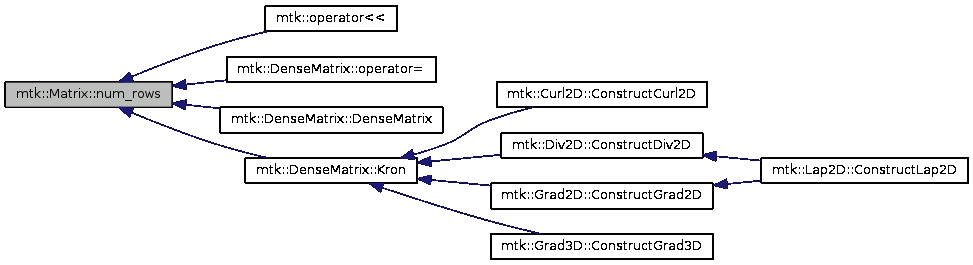 mtk::operator<<
mtk::DenseMatrix::operator=
mtk::Matrix::num_rows
mtk::DenseMatrix::DenseMatrix
mtk::DenseMatrix::Kron
mtk::Curl2D::ConstructCurl2D
mtk::Div2D::ConstructDiv2D
mtk::Lap2D::ConstructLap2D
mtk::Grad2D::ConstructGrad2D
mtk::Grad3D::ConstructGrad3D